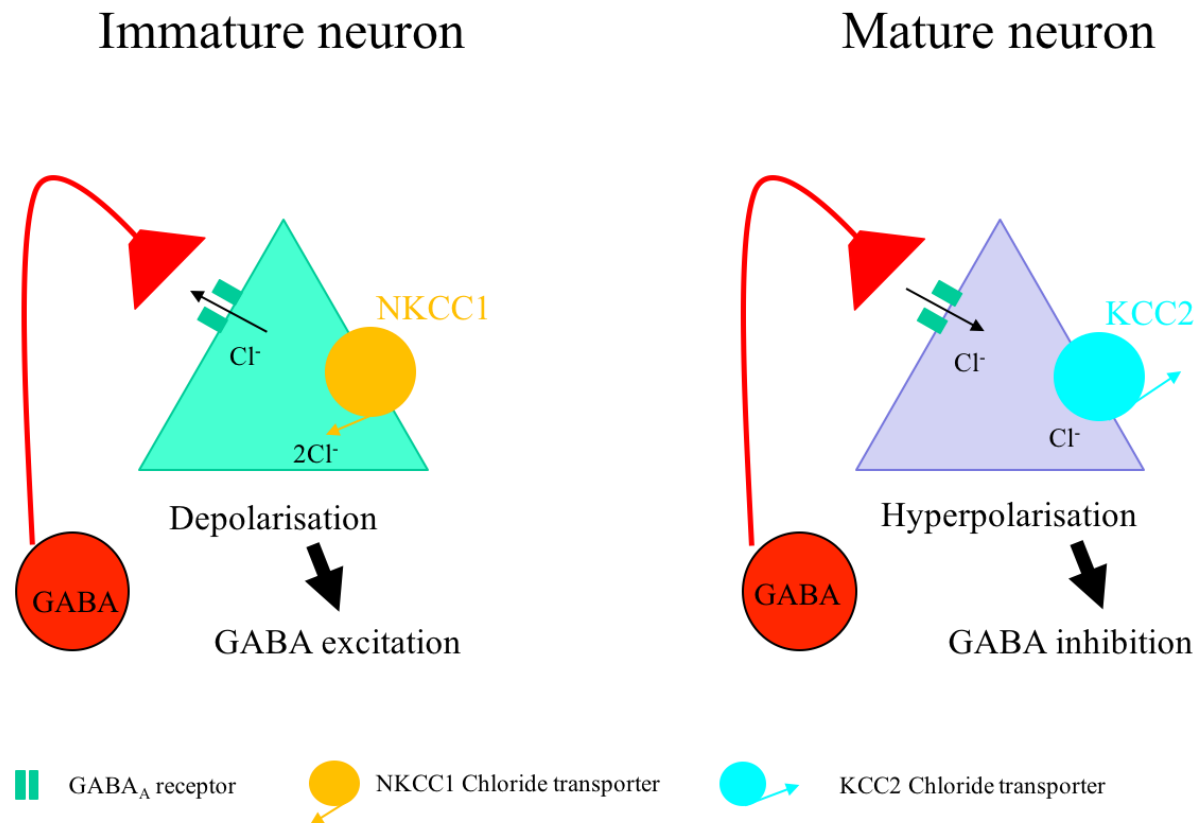 Immature neuron
Mature neuron
NKCC1
KCC2
Cl⁻
Cl⁻
2Cl⁻
Cl⁻
Depolarisation
Hyperpolarisation
GABA
GABA
GABA excitation
GABA inhibition
GABA_A receptor
NKCC1 Chloride transporter
KCC2 Chloride transporter